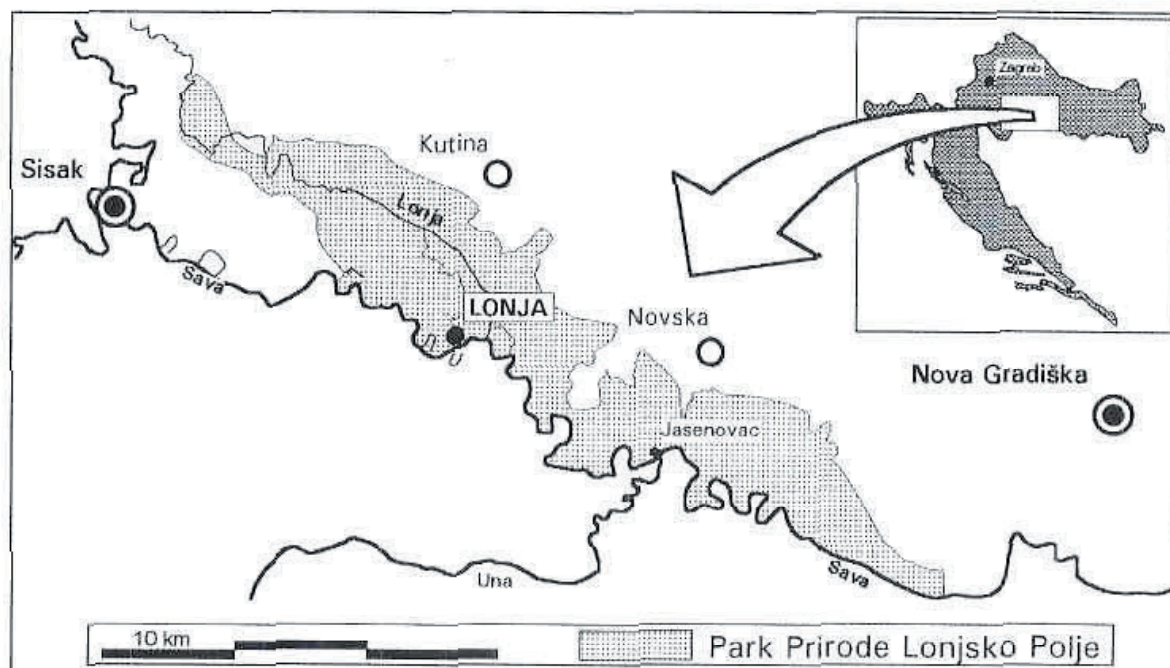 Zagreb
Kutina
Sisak
Lonja
Sava
LONJA
Novska
Nova Gradiška
Jasenovac
Una
Sava
10 km
Park Prirode Lonjsko Polje